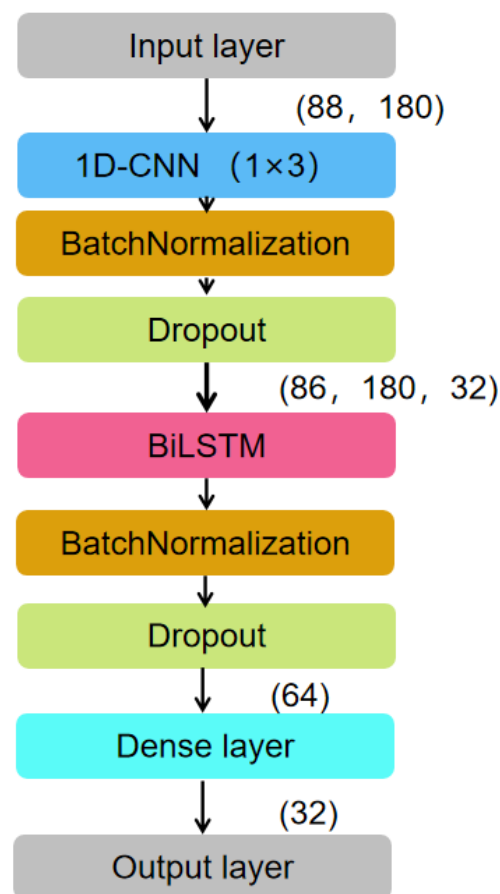 Input layer
(88, 180)
1D-CNN (1×3)
BatchNormalization
Dropout
(86, 180, 32)
BiLSTM
BatchNormalization
Dropout
(64)
Dense layer
(32)
Output layer